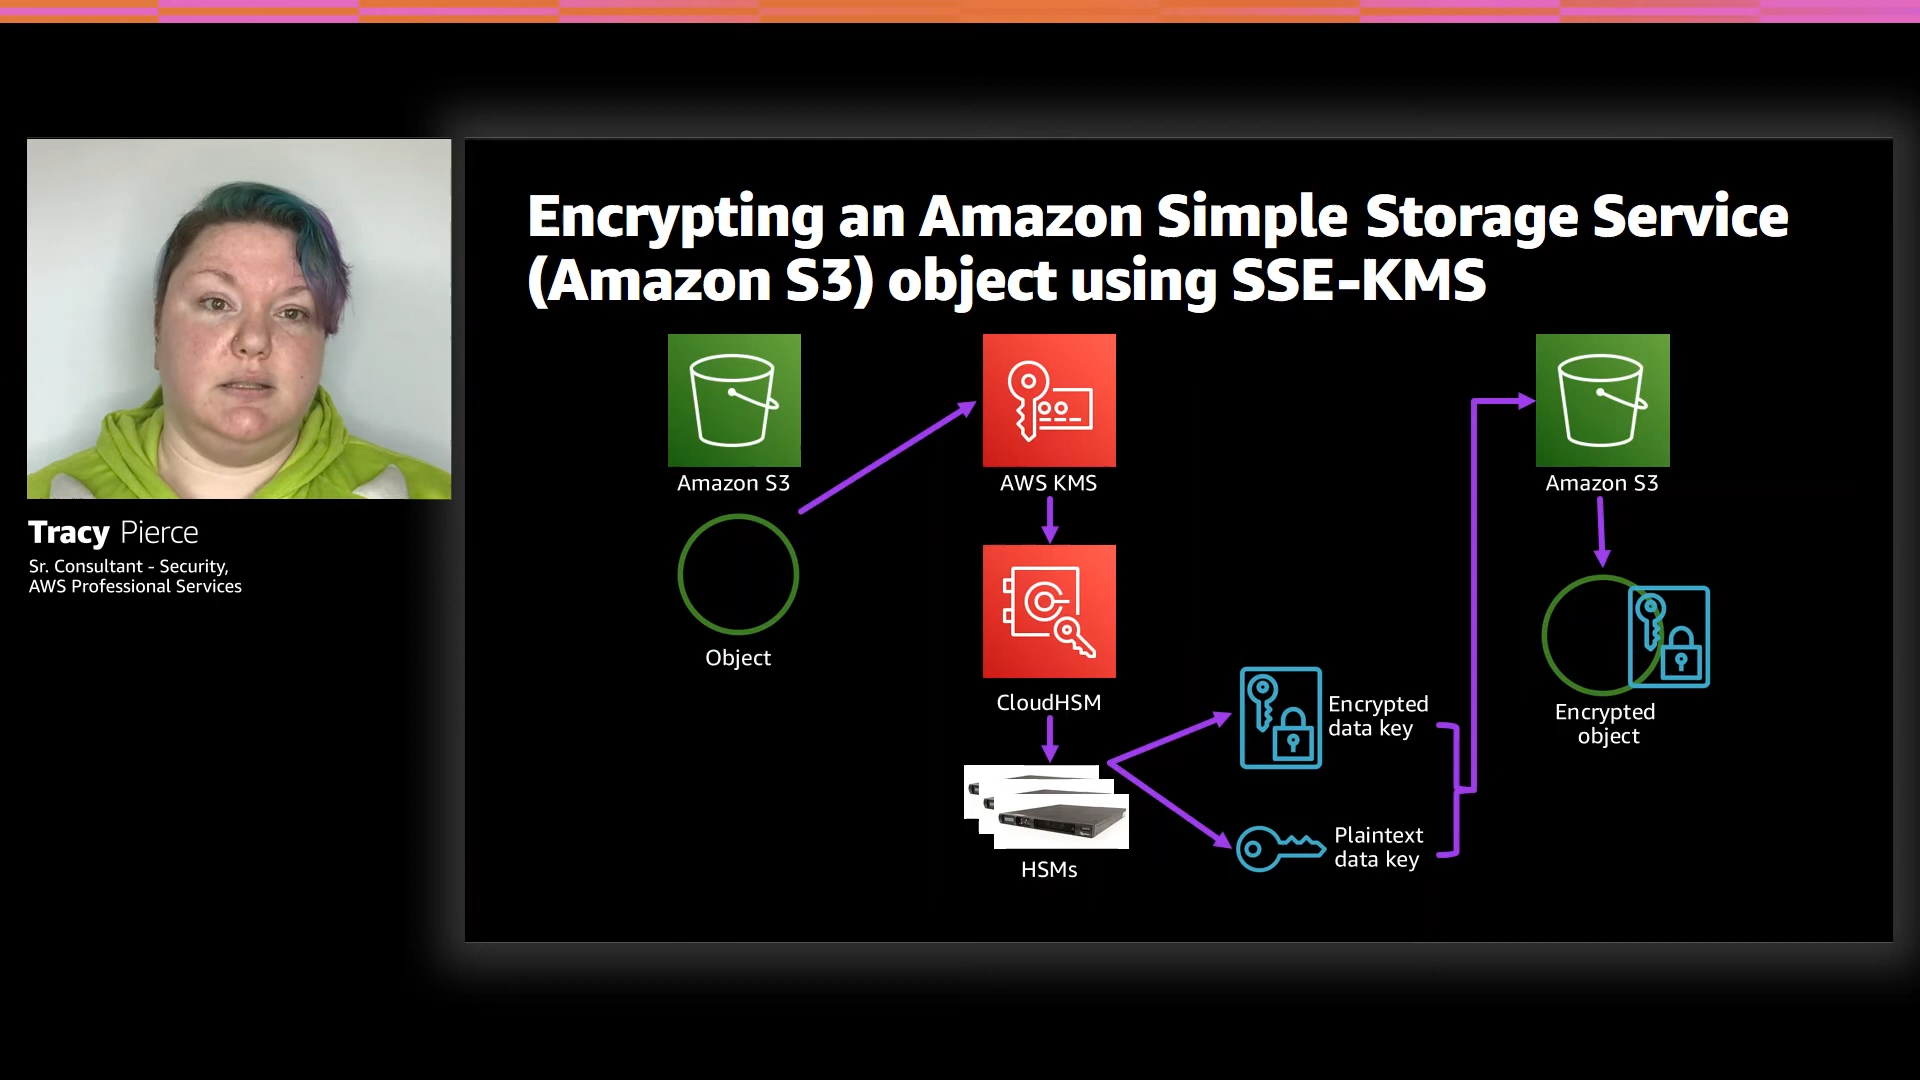 Encrypting an Amazon Simple Storage Service
(Amazon S3) object using SSE-KMS
Amazon S3
AWS KMS
Amazon S3
Object
CloudHSM
HSMs
Encrypted
data key
Plaintext
data key
Encrypted
object
Tracy Pierce
Sr. Consultant - Security,
AWS Professional Services